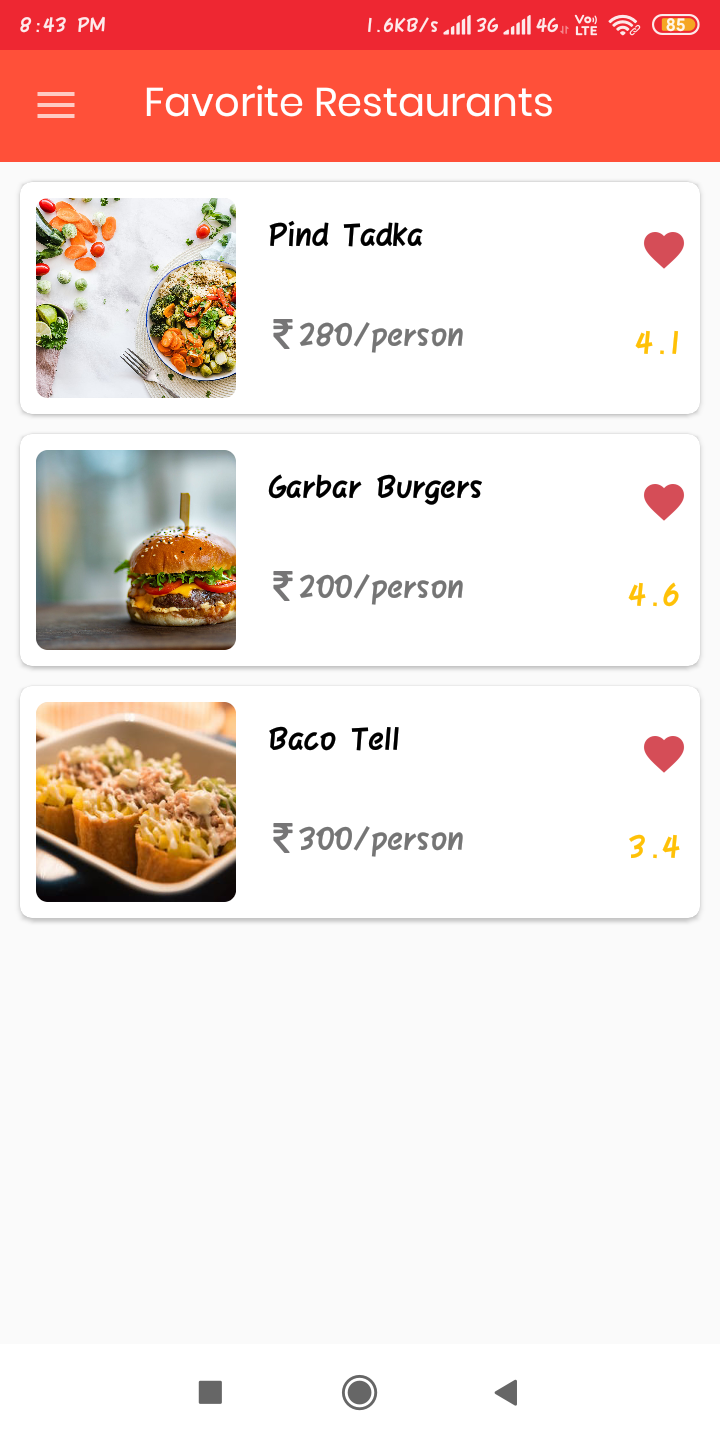 8:43 PM 1.6KB/s 3G 4G Vo) LTE 85
Favorite Restaurants
Pind Tadka
₹280/person
4.1
Garbar Burgers
₹200/person
4.6
Baco Tell
₹300/person
3.4